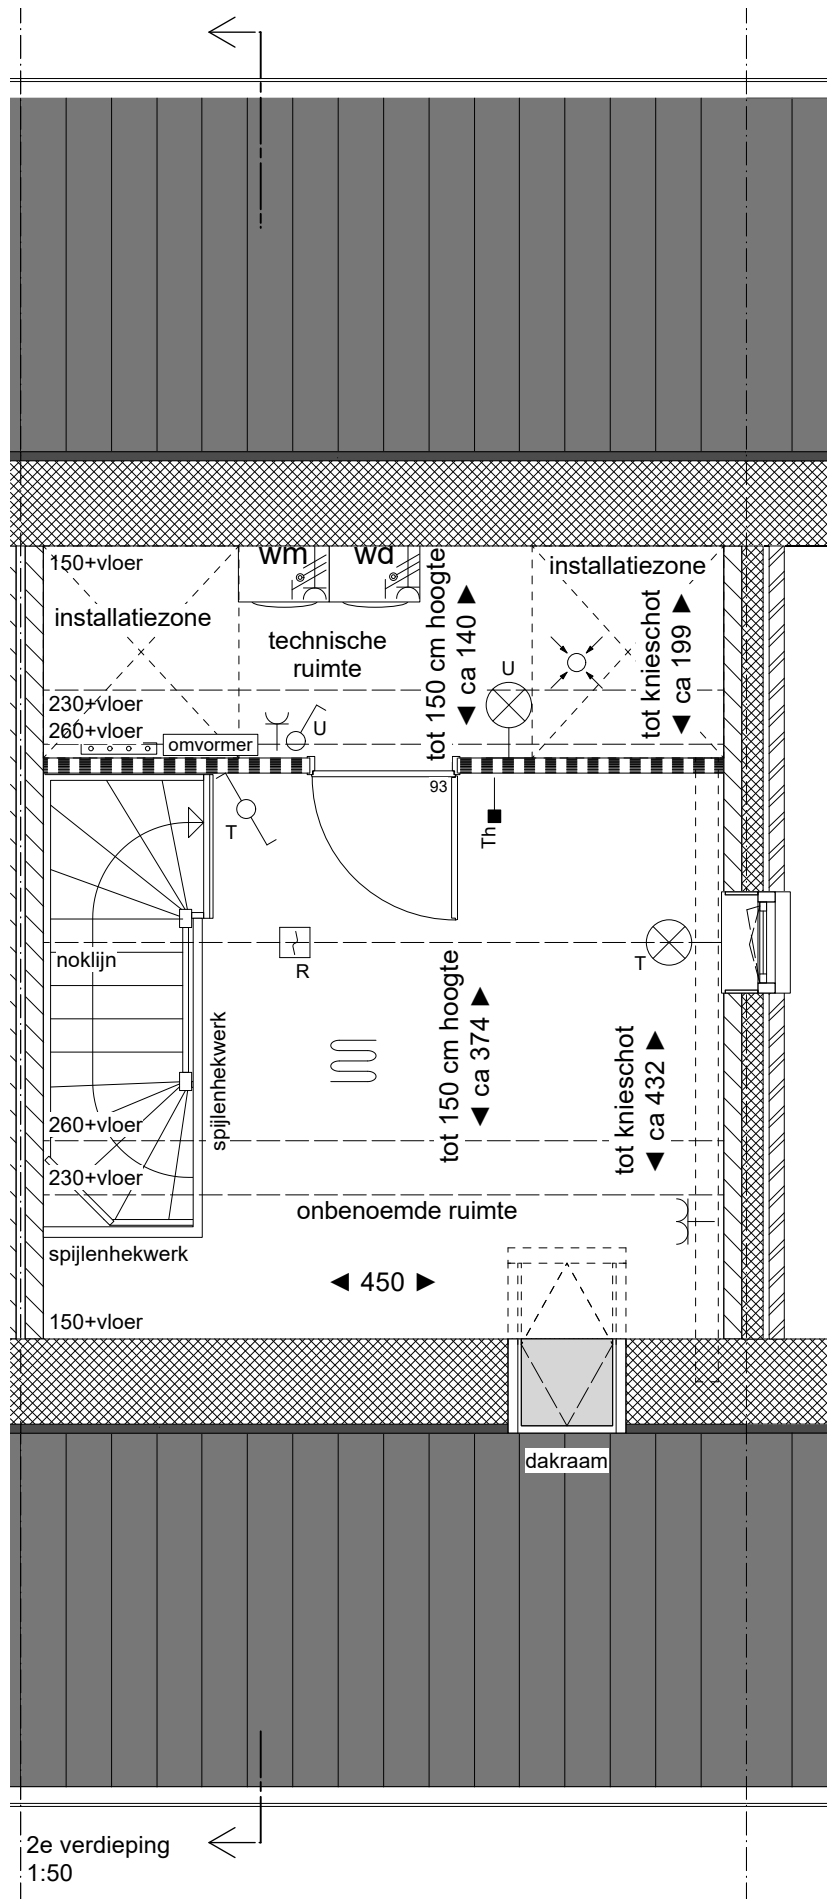 150+vloer
wm
wd
installatiezone
installatiezone
technische
ruimte
tot 150 cm hoogte
◄ ca 140 ►
tot knieschot
◄ ca 199 ►
U
230+vloer
260+vloer
omvormer
U
93
T
Th
noklijn
R
T
spijlenhekwerk
tot 150 cm hoogte
◄ ca 374 ►
tot knieschot
◄ ca 432 ►
260+vloer
230+vloer
onbenoemde ruimte
spijlenhekwerk
◄ 450 ►
150+vloer
dakraam
2e verdieping
1:50